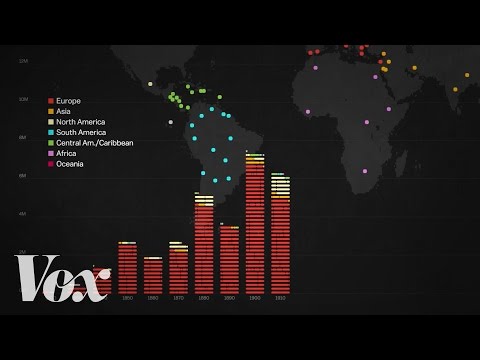 12M
10M
Europe
Asia
North America
South America
Central Am./Caribbean
Africa
Oceania
8M
6M
4M
2M
Vox
1850
1860
1870
1880
1890
1900
1910